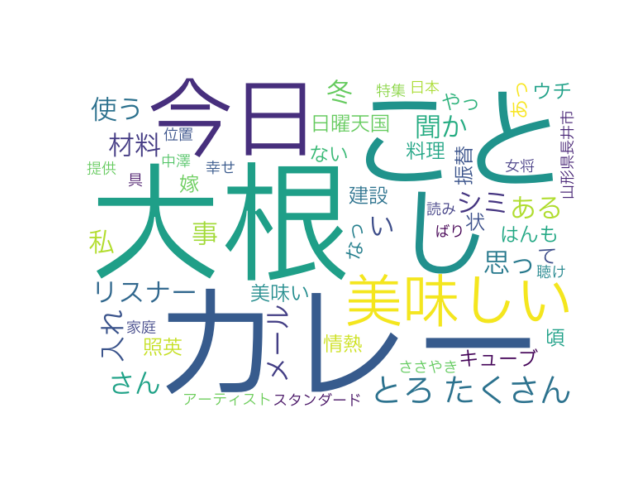 今日
こと
冬
特集
日本
あっ
ウチ
やっ
使う
材料
位置
日曜天国
聞か
料理
振替
山形県長井市
提供
中澤
幸せ
ない
女将
具
嫁
大根
建設
し
読み
シミ
ある
私
事
なっ
い
状
ばり
はんも
思っ
て
聴け
リスナー
カレー
美味い
美味しい
入れ
家庭
メール
照英
情熱
頃
さん
ささやき
キューブ
アーティスト
スタンダード
とろ
たくさん